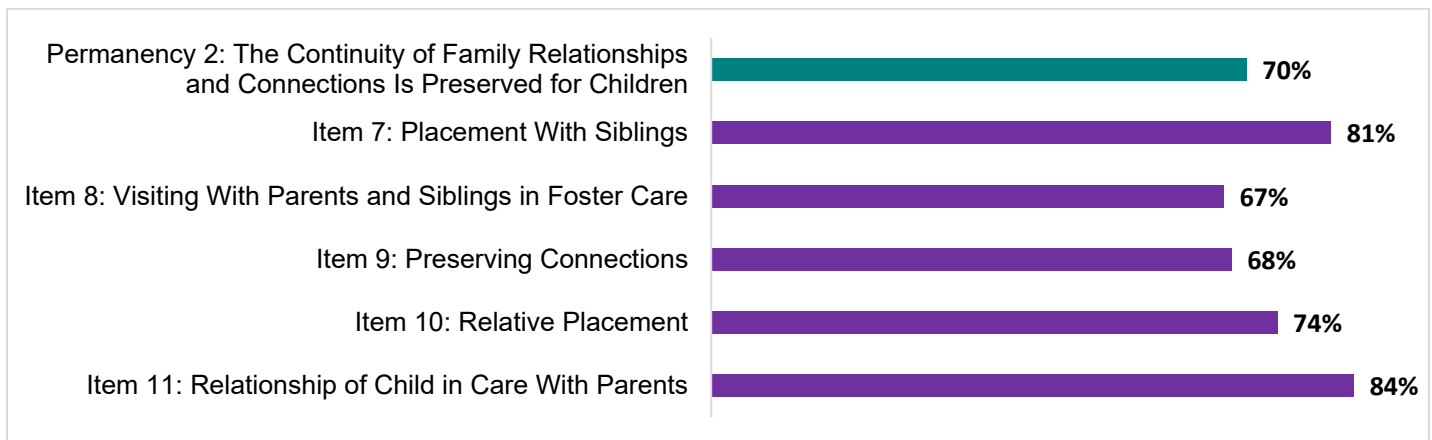 Permanency 2: The Continuity of Family Relationships
and Connections Is Preserved for Children
70%
Item 7: Placement With Siblings
81%
Item 8: Visiting With Parents and Siblings in Foster Care
67%
Item 9: Preserving Connections
68%
Item 10: Relative Placement
74%
Item 11: Relationship of Child in Care With Parents
84%